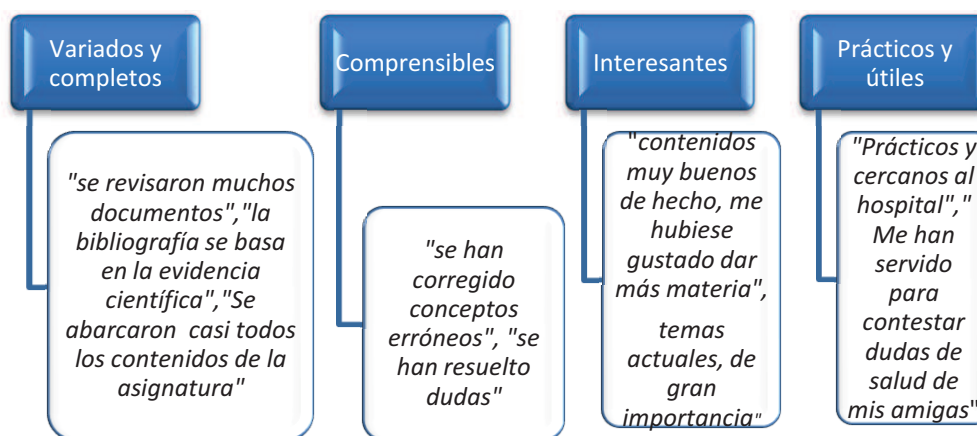 Variados y
completos
"se revisaron muchos
documentos","la
bibliografía se basa
en la evidencia
científica","Se
abarcaron casi todos
los contenidos de la
asignatura"
Comprensibles
"se han
corregido
conceptos
erróneos", "se
han resuelto
dudas"
Interesantes
"contenidos
muy buenos
de hecho, me
hubiese
gustado dar
más materia",
temas
actuales, de
gran
importancia"
Prácticos y
útiles
"Prácticos y
cercanos al
hospital","
Me han
servido
para
contestar
dudas de
salud de
mis amigas"